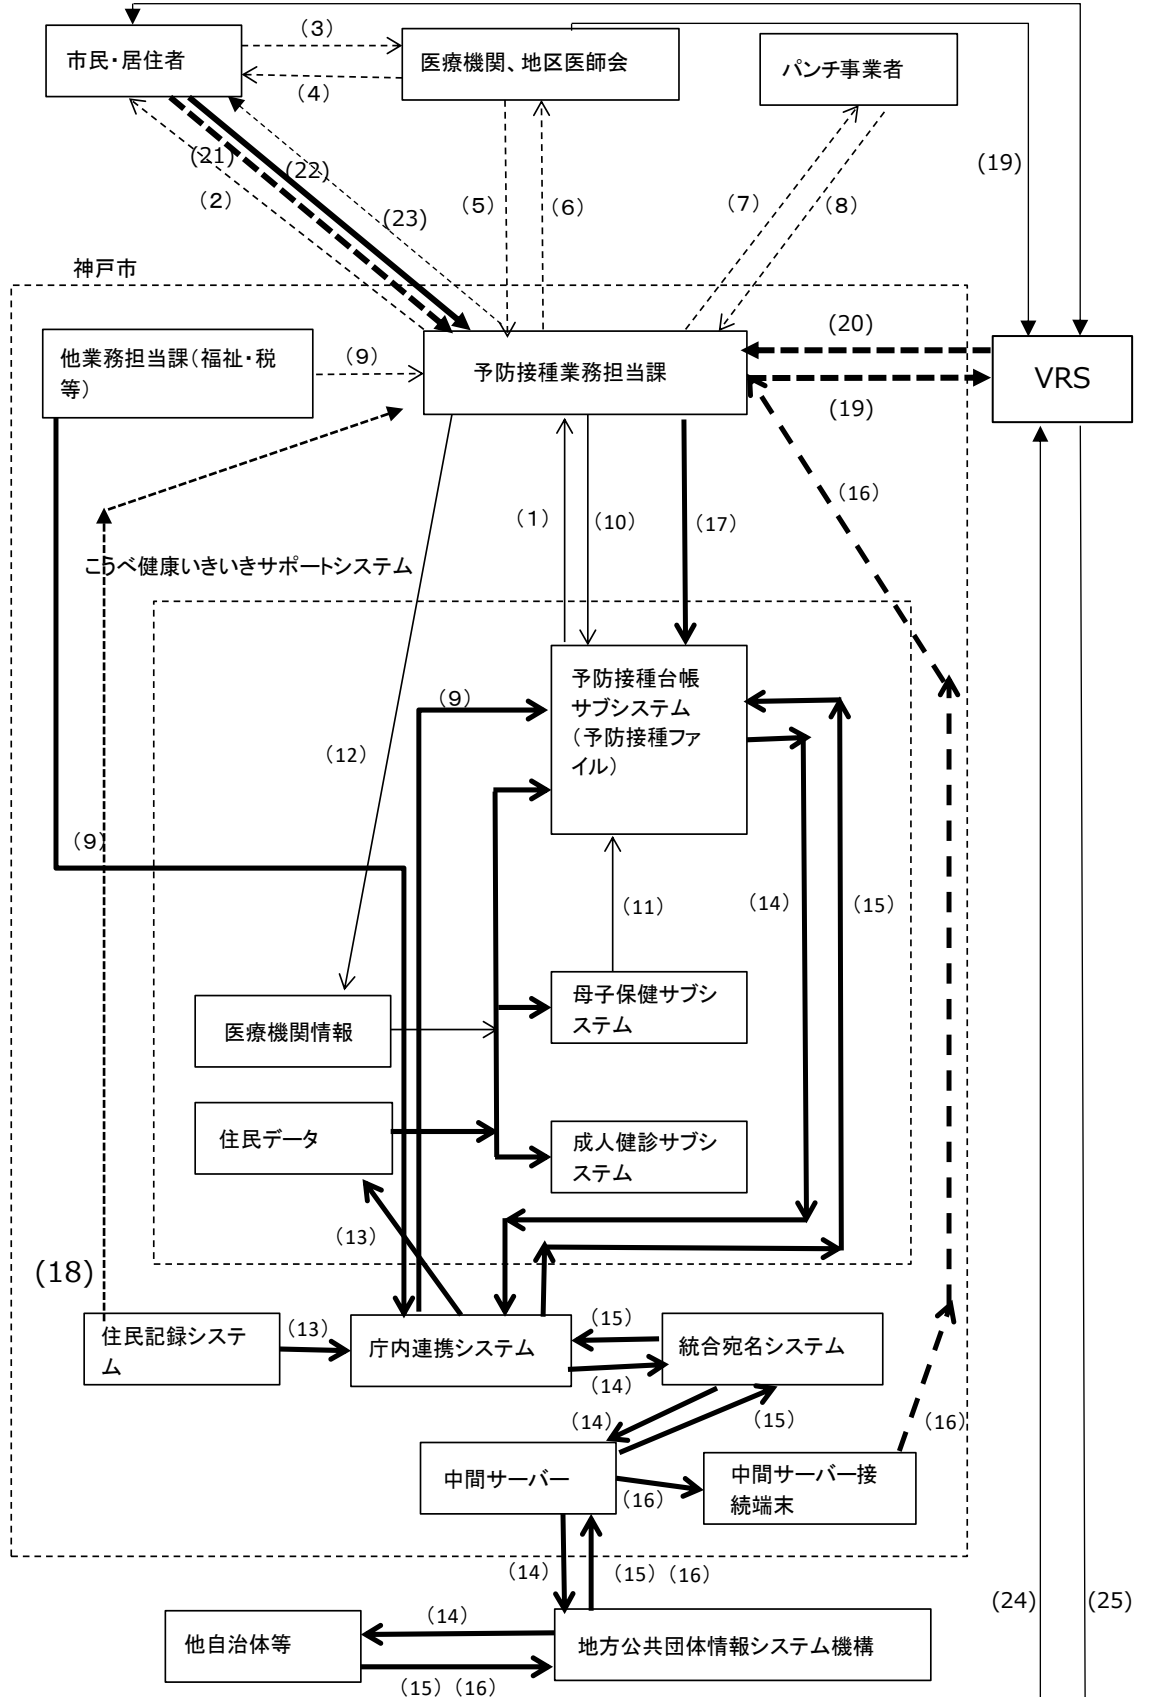 (3)
市民・居住者
医療機関、地区医師会
パンチ事業者
(4)
(21)
(22)
(19)
(2)
(23)
(5)
(6)
(7)
(8)
神戸市
(20)
他業務担当課(福祉・税
等)
(9)
予防接種業務担当課
VRS
(19)
(16)
(1)
(10)
(17)
こうべ健康いきいきサポートシステム
予防接種台帳
サブシステム
(予防接種ファ
イル)
(9)
(12)
(9)
(11)
(14)
(15)
母子保健サブシ
ステム
医療機関情報
住民データ
成人健診サブシ
ステム
(13)
(18)
住民記録システ
ム
(13)
庁内連携システム
(15)
統合宛名システム
(14)
(14)
(15)
(16)
中間サーバー
(16)
中間サーバー接
続端末
(14)
(15)(16)
(24)
(25)
他自治体等
(14)
地方公共団体情報システム機構
(15)(16)